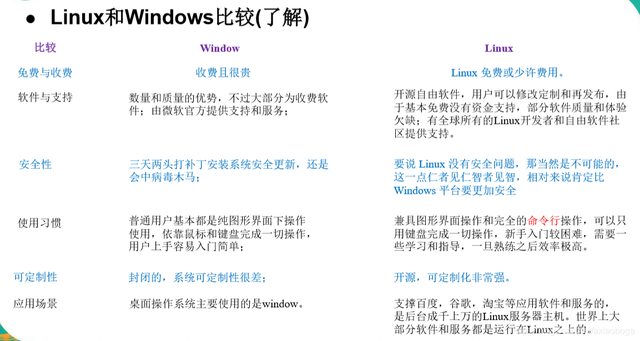 ● Linux和Windows比较(了解)
比较 Window Linux
免费与收费 收费且很贵 Linux 免费或少许费用。
软件与支持 数量和质量的优势，不过大部分为收费软
件；由微软官方提供支持和服务；
开源自由软件，用户可以修改定制和再发布，由
于基本免费没有资金支持，部分软件质量和体验
欠缺；有全球所有的Linux开发者和自由软件社
区提供支持。
安全性 三天两头打补丁安装系统安全更新，还是
会中病毒木马；
要说 Linux 没有安全问题，那当然是不可能的，
这一点仁者见仁智者见智，相对来说肯定比
Windows 平台要更加安全
使用习惯 普通用户基本都是纯图形界面下操作
使用，依靠鼠标和键盘完成一切操作，
用户上手容易入门简单；
兼具图形界面操作和完全的命令行操作，可以只
用键盘完成一切操作，新手入门较困难，需要一
些学习和指导，一旦熟练之后效率极高。
可定制性 封闭的，系统可定制性很差； 开源，可定制化非常强。
应用场景 桌面操作系统主要使用的是window。
支撑百度，谷歌，淘宝等应用软件和服务的，
是后台成千上万的Linux服务器主机。世界上大
部分软件和服务都是运行在Linux之上的。